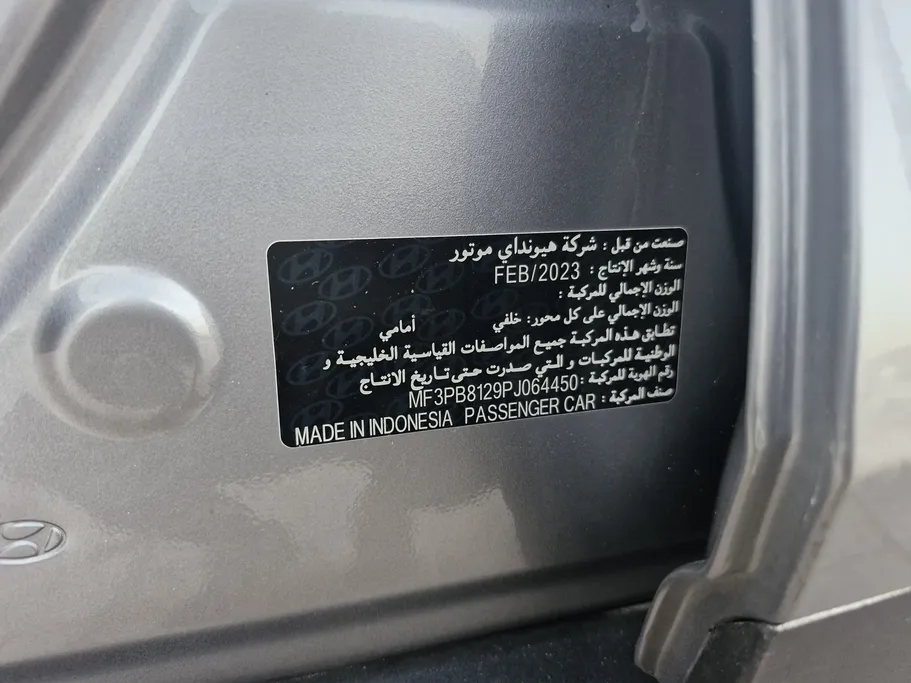 صنعت من قبل : شركة هيونداي موتور
سنة وشهر الإنتاج : FEB/2023
الوزن الإجمالي للمركبة :
الوزن الإجمالي على كل محور: خلفي أمامي
تطابق هذه المركبة جميع المواصفات القياسية الخليجية و
الوطنية للمركبات و التي صدرت حتى تاريخ الانتاج
رقم الهوية للمركبة : MF3PB8129PJ064450
صنف المركبة : PASSENGER CAR MADE IN INDONESIA